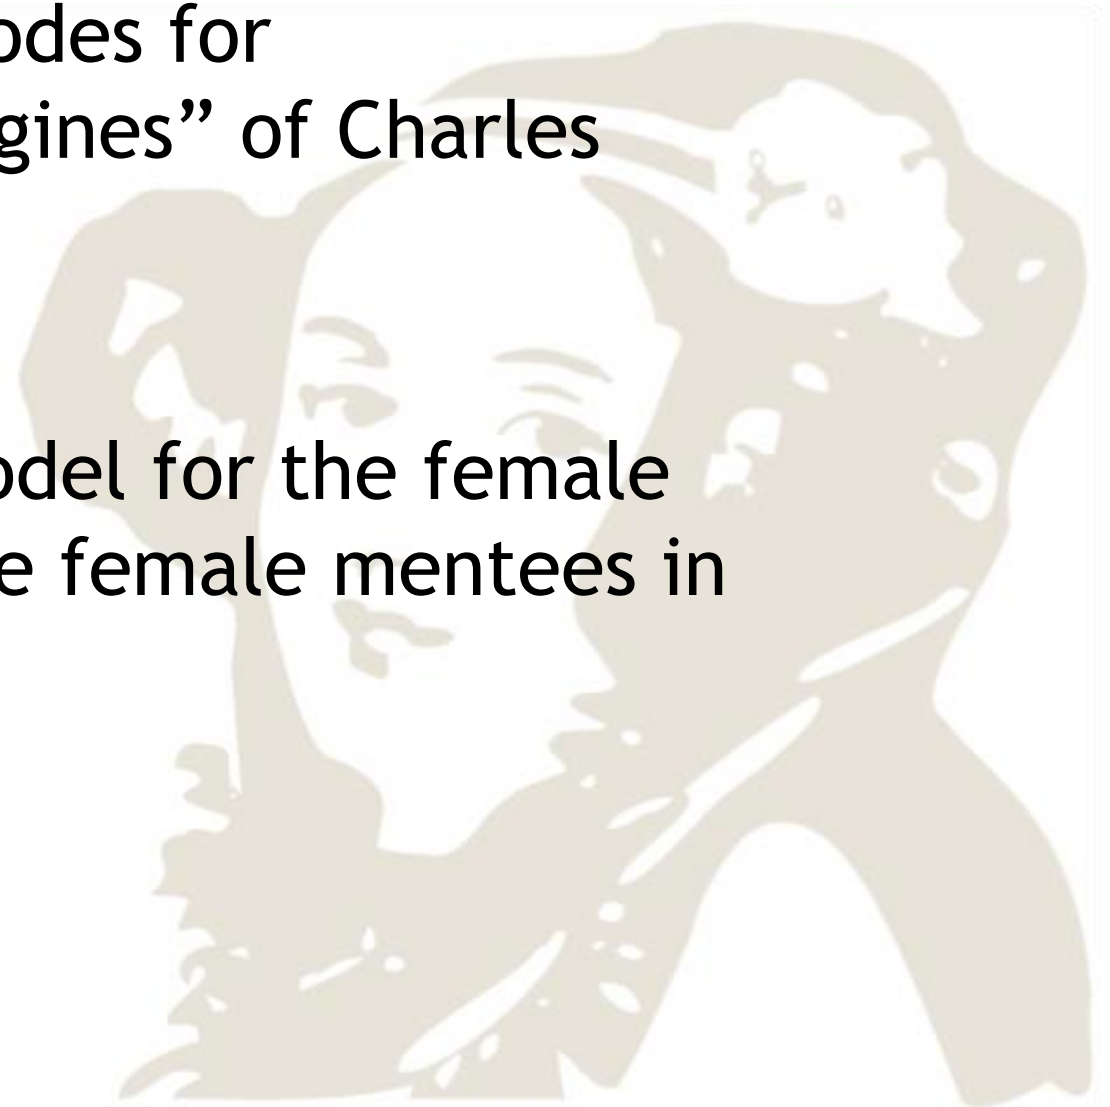 odes for
gines” of Charles
odel for the female
e female mentees in